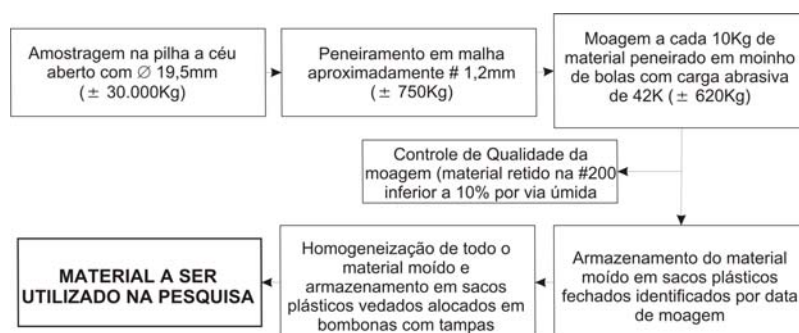 Amostragem na pilha a céu
aberto com Ø 19,5mm
(± 30.000Kg)
Peneiramento em malha
aproximadamente # 1,2mm
(± 750Kg)
Moagem a cada 10Kg de
material peneirado em moinho
de bolas com carga abrasiva
de 42K (± 620Kg)
Controle de Qualidade da
moagem (material retido na #200
inferior a 10% por via úmida
Armazenamento do material
moído em sacos plásticos
fechados identificados por data
de moagem
Homogeneização de todo o
material moído e
armazenamento em sacos
plásticos vedados alocados em
bombonas com tampas
MATERIAL A SER
UTILIZADO NA PESQUISA